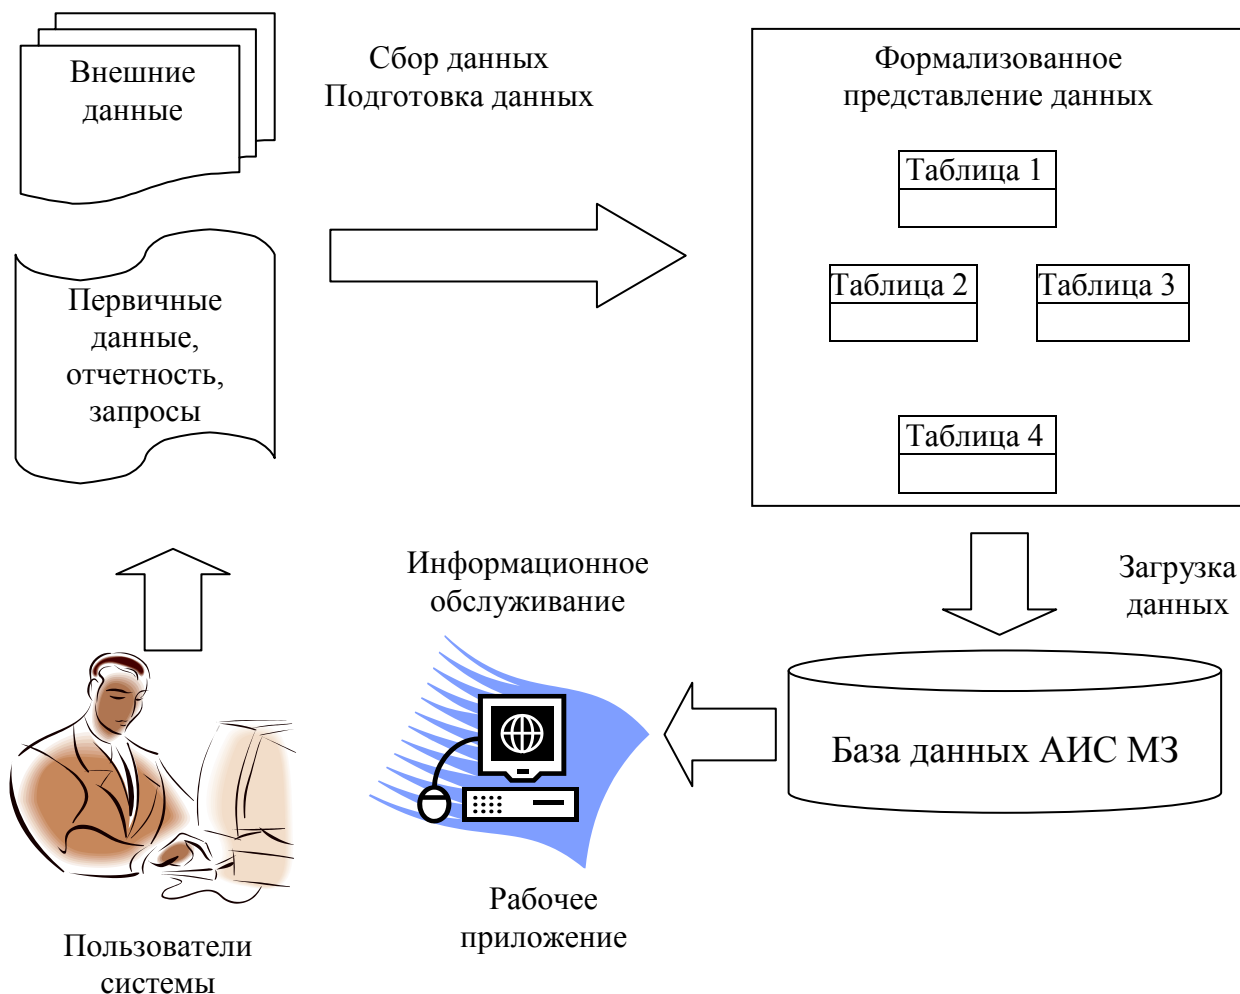 Внешние
данные
Сбор данных
Подготовка данных
Формализованное
представление данных
Таблица 1
Таблица 2
Таблица 3
Таблица 4
Первичные
данные,
отчетность,
запросы
Информационное
обслуживание
Загрузка
данных
База данных АИС МЗ
Рабочее
приложение
Пользователи
системы